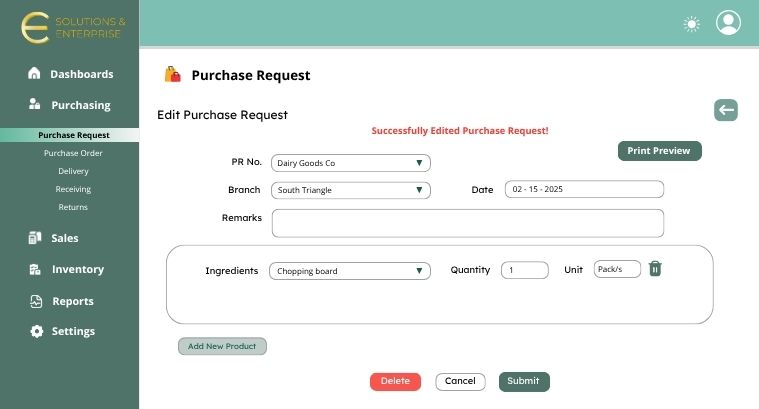 SOLUTIONS &
ENTERPRISE
Dashboards
Purchasing
Purchase Request
Purchase Order
Delivery
Receiving
Returns
Sales
Inventory
Reports
Settings
Purchase Request
Edit Purchase Request
Successfully Edited Purchase Request!
Print Preview
PR No. Dairy Goods Co
Branch South Triangle Date 02 - 15 - 2025
Remarks
Ingredients Chopping board Quantity 1 Unit Pack/s
Add New Product
Delete Cancel Submit